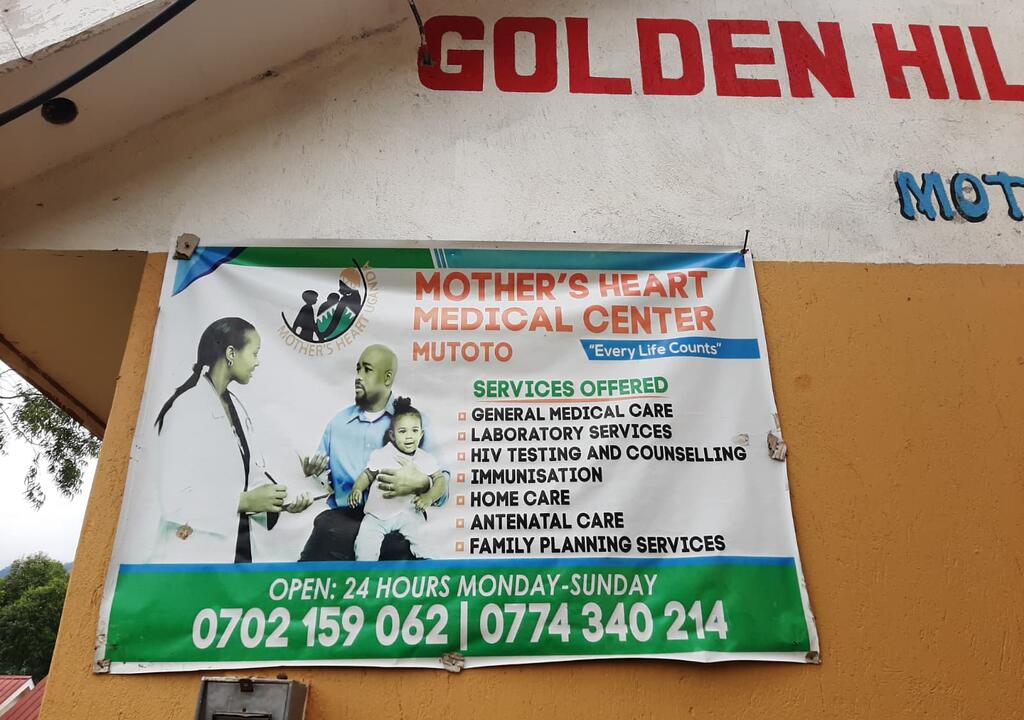 GOLDEN HIL
MOT
MOTHER'S HEART UGANDA
MOTHER'S HEART
MEDICAL CENTER
MUTOTO
"Every Life Counts"
SERVICES OFFERED
GENERAL MEDICAL CARE
LABORATORY SERVICES
HIV TESTING AND COUNSELLING
IMMUNISATION
HOME CARE
ANTENATAL CARE
FAMILY PLANNING SERVICES
OPEN: 24 HOURS MONDAY-SUNDAY
0702 159 062 | 0774 340 214